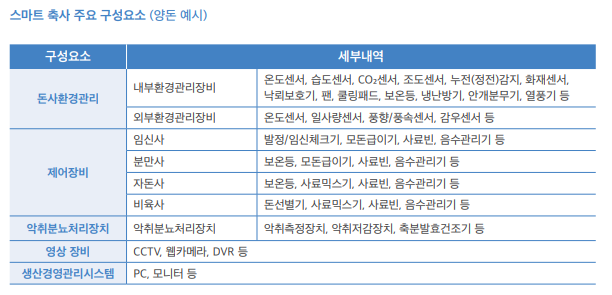 스마트 축사 주요 구성요소 (양돈 예시)
구성요소 세부내역
돈사환경관리 내부환경관리장비 온도센서, 습도센서, CO₂센서, 조도센서, 누전(정전)감지, 화재센서,
낙뢰보호기, 팬, 쿨링패드, 보온등, 냉난방기, 안개분무기, 열풍기 등
외부환경관리장비 온도센서, 일사량센서, 풍향/풍속센서, 감우센서 등
제어장비 임신사 발정/임신체크기, 모돈급이기, 사료빈, 음수관리기 등
분만사 보온등, 모돈급이기, 사료빈, 음수관리기 등
자돈사 보온등, 사료믹스기, 사료빈, 음수관리기 등
비육사 돈선별기, 사료믹스기, 사료빈, 음수관리기 등
악취분뇨처리장치 악취분뇨처리장치 악취측정장치, 악취저감장치, 축분발효건조기 등
영상 장비 CCTV, 웹카메라, DVR 등
생산경영관리시스템 PC, 모니터 등